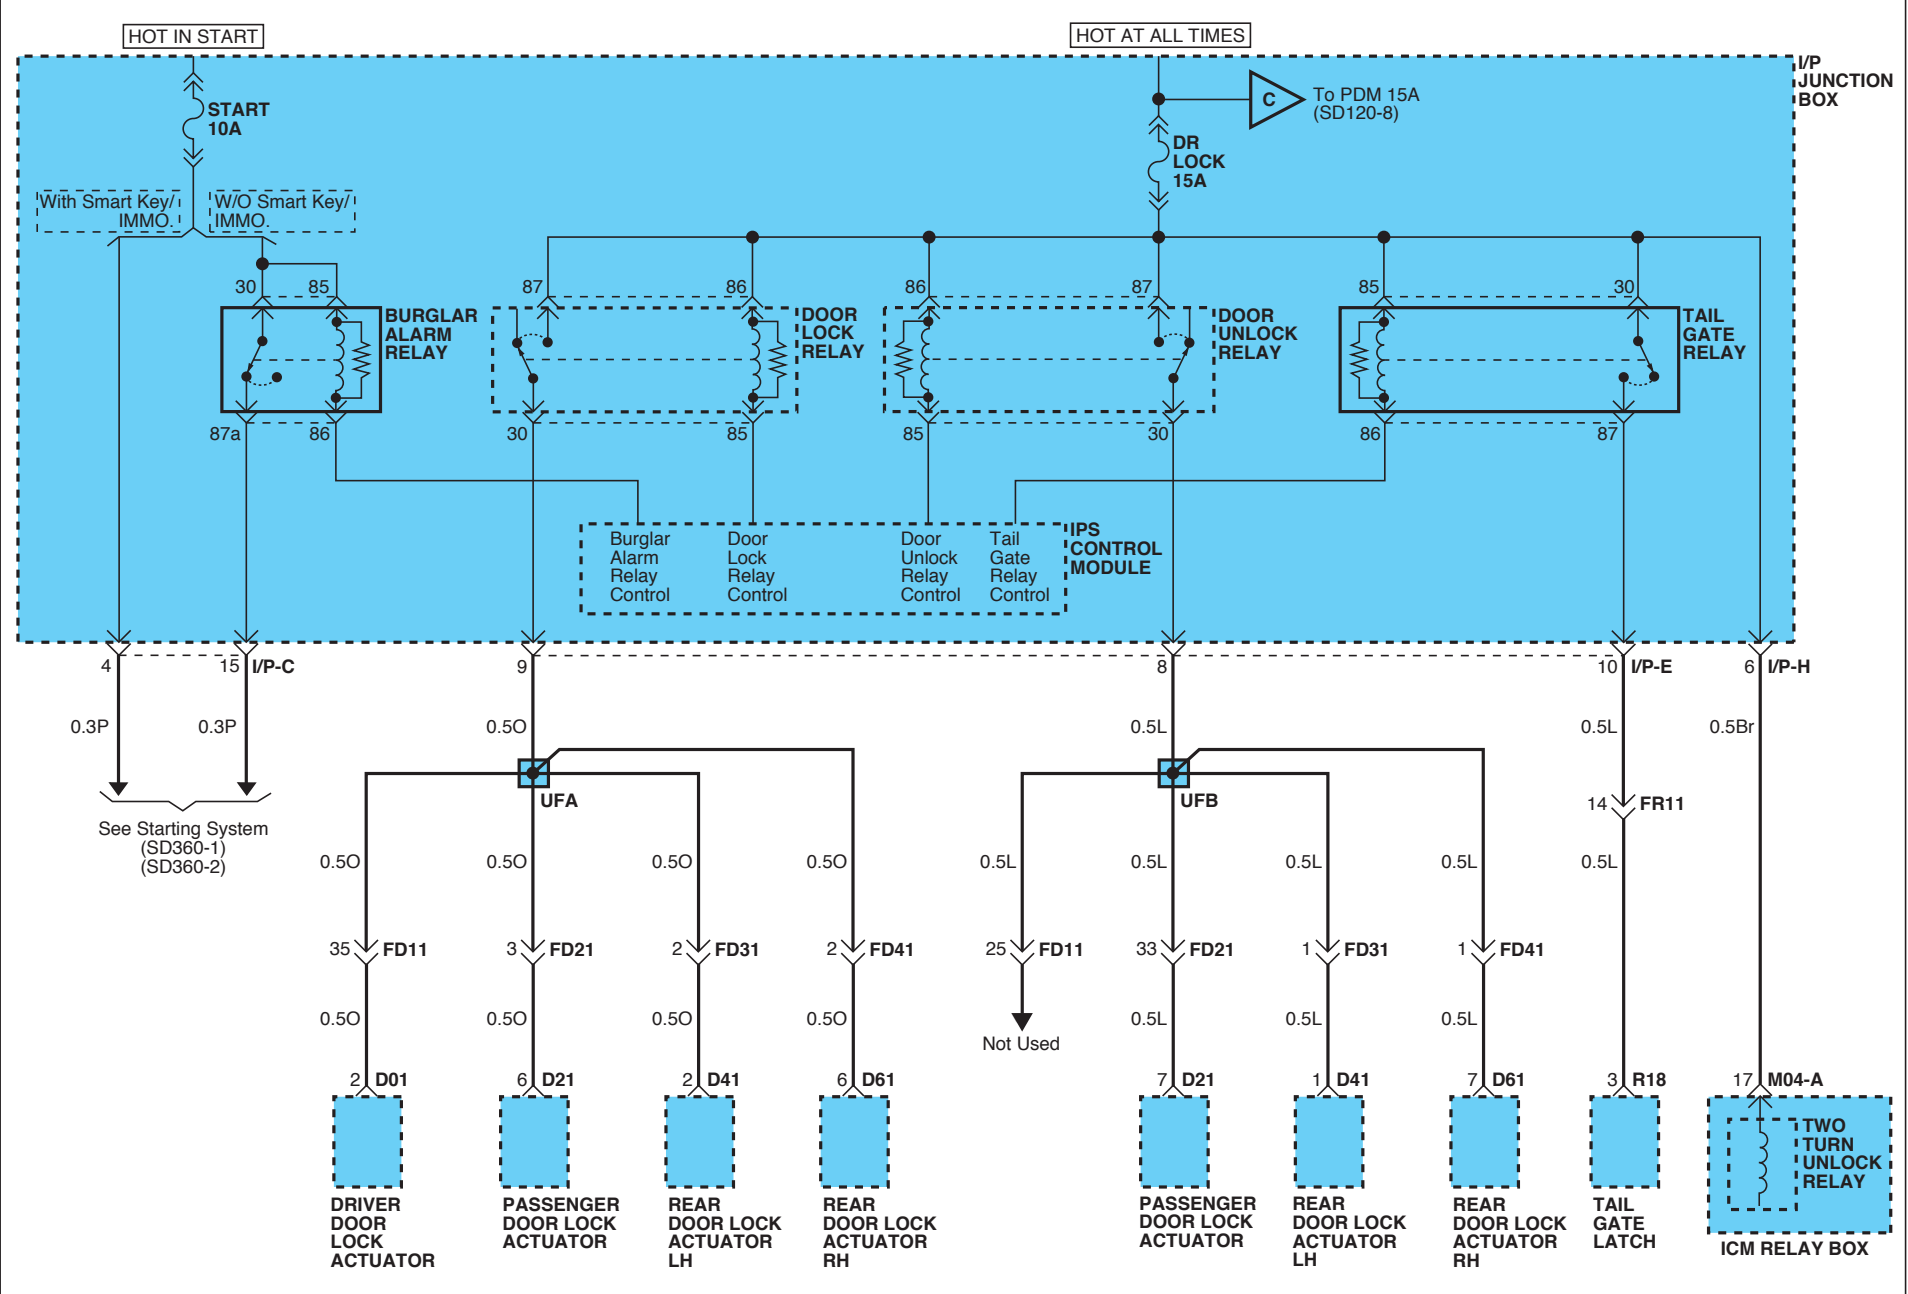 HOT IN START
HOT AT ALL TIMES
I/P
JUNCTION
BOX
START
10A
C
To PDM 15A
(SD120-8)
DR
LOCK
15A
With Smart Key/
IMMO.
W/O Smart Key/
IMMO.
30
85
87
86
86
87
85
30
BURGLAR
ALARM
RELAY
DOOR
LOCK
RELAY
DOOR
UNLOCK
RELAY
TAIL
GATE
RELAY
87a
86
30
85
85
30
86
87
Burglar
Alarm
Relay
Control
Door
Lock
Relay
Control
Door
Unlock
Relay
Control
Tail
Gate
Relay
Control
IPS
CONTROL
MODULE
4
15
I/P-C
9
8
10
I/P-E
6
I/P-H
0.3P
0.3P
0.5O
0.5L
0.5L
0.5Br
UFA
UFB
14
FR11
See Starting System
(SD360-1)
(SD360-2)
0.5O
0.5O
0.5O
0.5O
0.5L
0.5L
0.5L
0.5L
0.5L
35
FD11
3
FD21
2
FD31
2
FD41
25
FD11
33
FD21
1
FD31
1
FD41
0.5O
0.5O
0.5O
0.5O
Not Used
0.5L
0.5L
0.5L
2
D01
6
D21
2
D41
6
D61
7
D21
1
D41
7
D61
3
R18
17
M04-A
TWO
TURN
UNLOCK
RELAY
DRIVER
DOOR
LOCK
ACTUATOR
PASSENGER
DOOR LOCK
ACTUATOR
REAR
DOOR LOCK
ACTUATOR
LH
REAR
DOOR LOCK
ACTUATOR
RH
PASSENGER
DOOR LOCK
ACTUATOR
REAR
DOOR LOCK
ACTUATOR
LH
REAR
DOOR LOCK
ACTUATOR
RH
TAIL
GATE
LATCH
ICM RELAY BOX